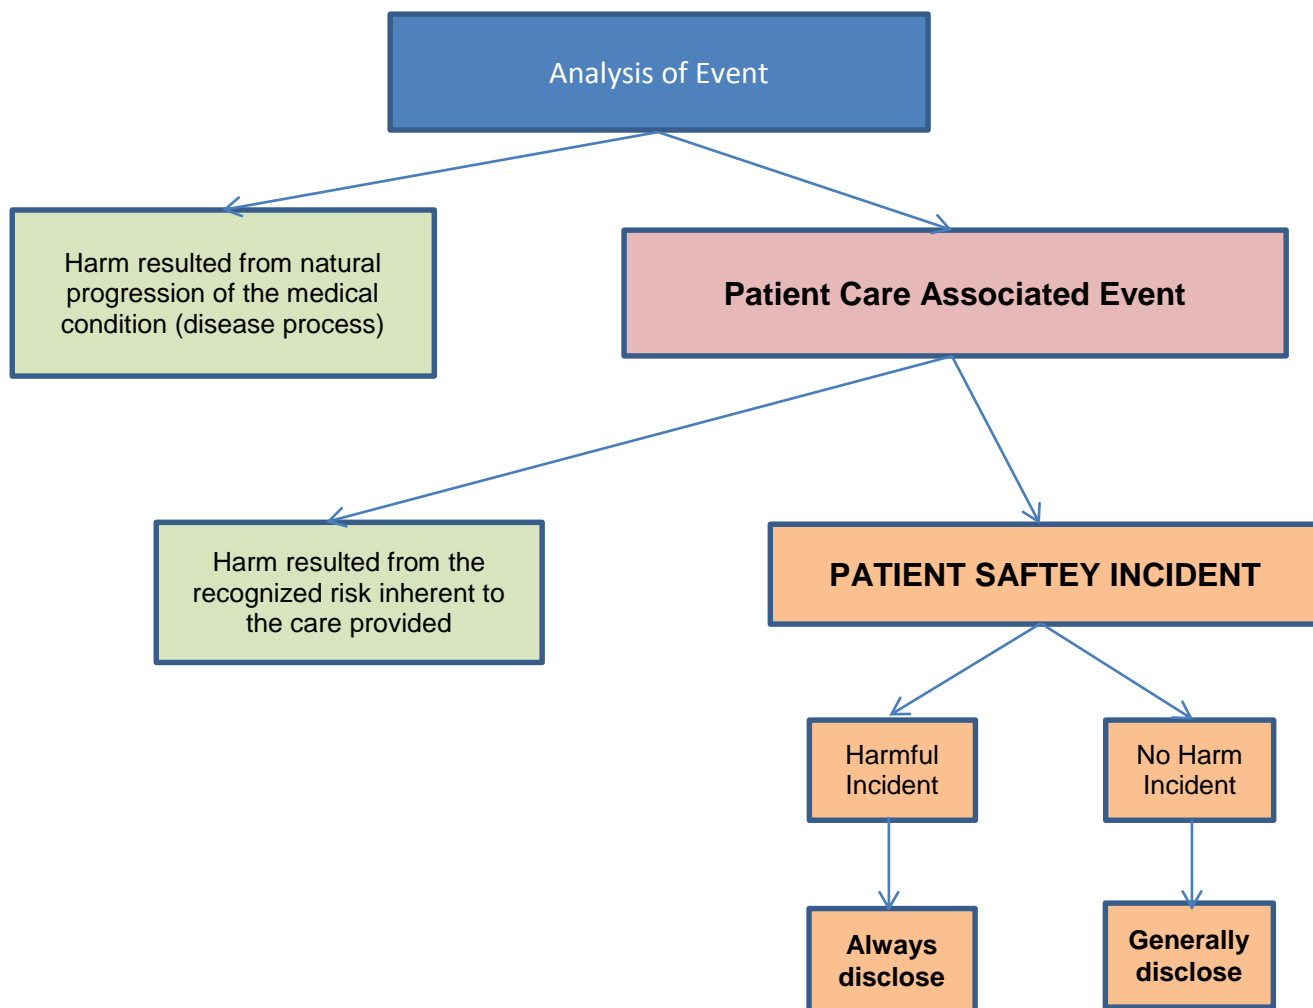 Analysis of Event
Harm resulted from natural
progression of the medical
condition (disease process)
Patient Care Associated Event
Harm resulted from the
recognized risk inherent to
the care provided
PATIENT SAFTEY INCIDENT
Harmful
Incident
No Harm
Incident
Always
disclose
Generally
disclose